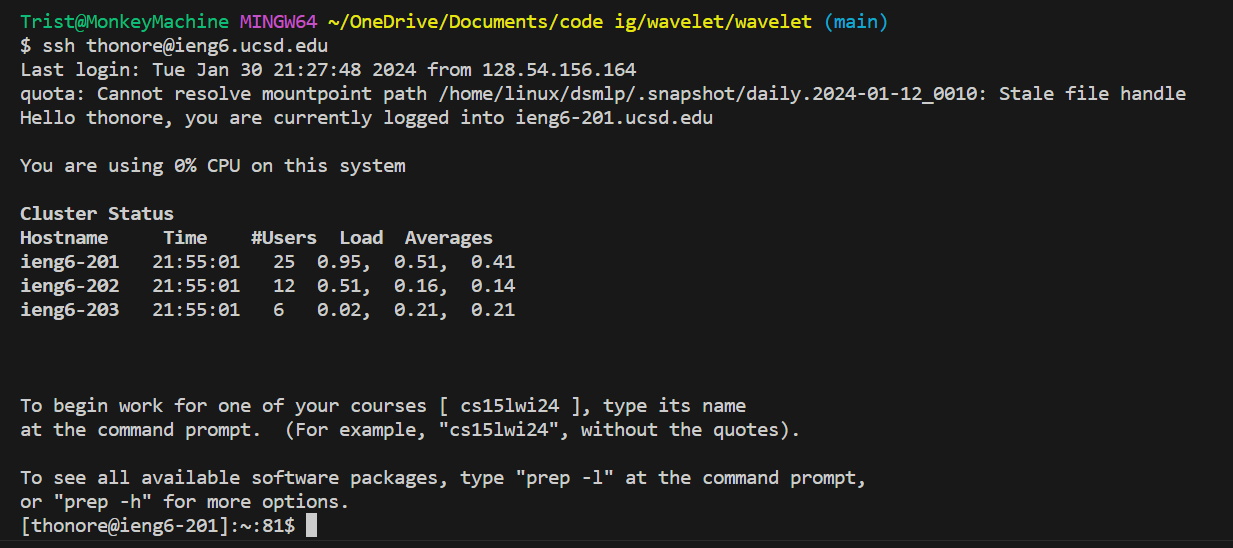 Trist@MonkeyMachine MINGW64 ~/OneDrive/Documents/code ig/wavelet/wavelet (main)
$ ssh thonore@ieng6.ucsd.edu
Last login: Tue Jan 30 21:27:48 2024 from 128.54.156.164
quota: Cannot resolve mountpoint path /home/linux/dsmlp/.snapshot/daily.2024-01-12_0010: Stale file handle
Hello thonore, you are currently logged into ieng6-201.ucsd.edu
You are using 0% CPU on this system
Cluster Status
Hostname     Time    #Users  Load  Averages
ieng6-201   21:55:01   25  0.95,  0.51,  0.41
ieng6-202   21:55:01   12  0.51,  0.16,  0.14
ieng6-203   21:55:01   6   0.02,  0.21,  0.21
To begin work for one of your courses [ cs15lwi24 ], type its name
at the command prompt.  (For example, "cs15lwi24", without the quotes).
To see all available software packages, type "prep -l" at the command prompt,
or "prep -h" for more options.
[thonore@ieng6-201]:~:81$